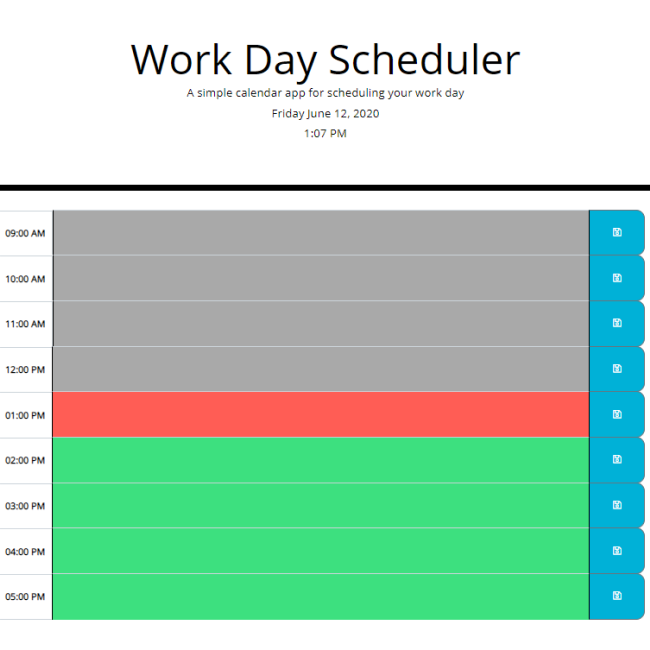 Work Day Scheduler
A simple calendar app for scheduling your work day
Friday June 12, 2020
1:07 PM
09:00 AM
10:00 AM
11:00 AM
12:00 PM
01:00 PM
02:00 PM
03:00 PM
04:00 PM
05:00 PM